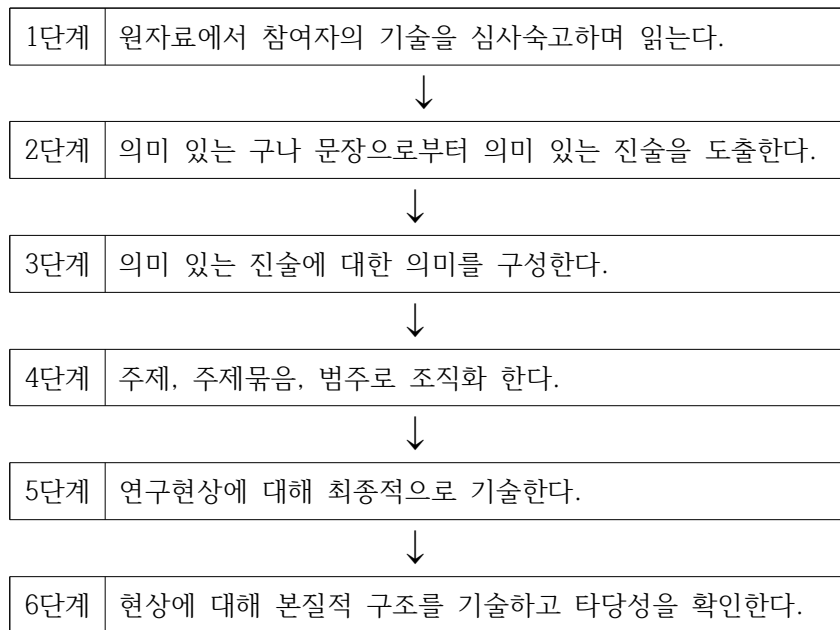 1단계 원자료에서 참여자의 기술을 심사숙고하며 읽는다.
↓
2단계 의미 있는 구나 문장으로부터 의미 있는 진술을 도출한다.
↓
3단계 의미 있는 진술에 대한 의미를 구성한다.
↓
4단계 주제, 주제묶음, 범주로 조직화 한다.
↓
5단계 연구현상에 대해 최종적으로 기술한다.
↓
6단계 현상에 대해 본질적 구조를 기술하고 타당성을 확인한다.